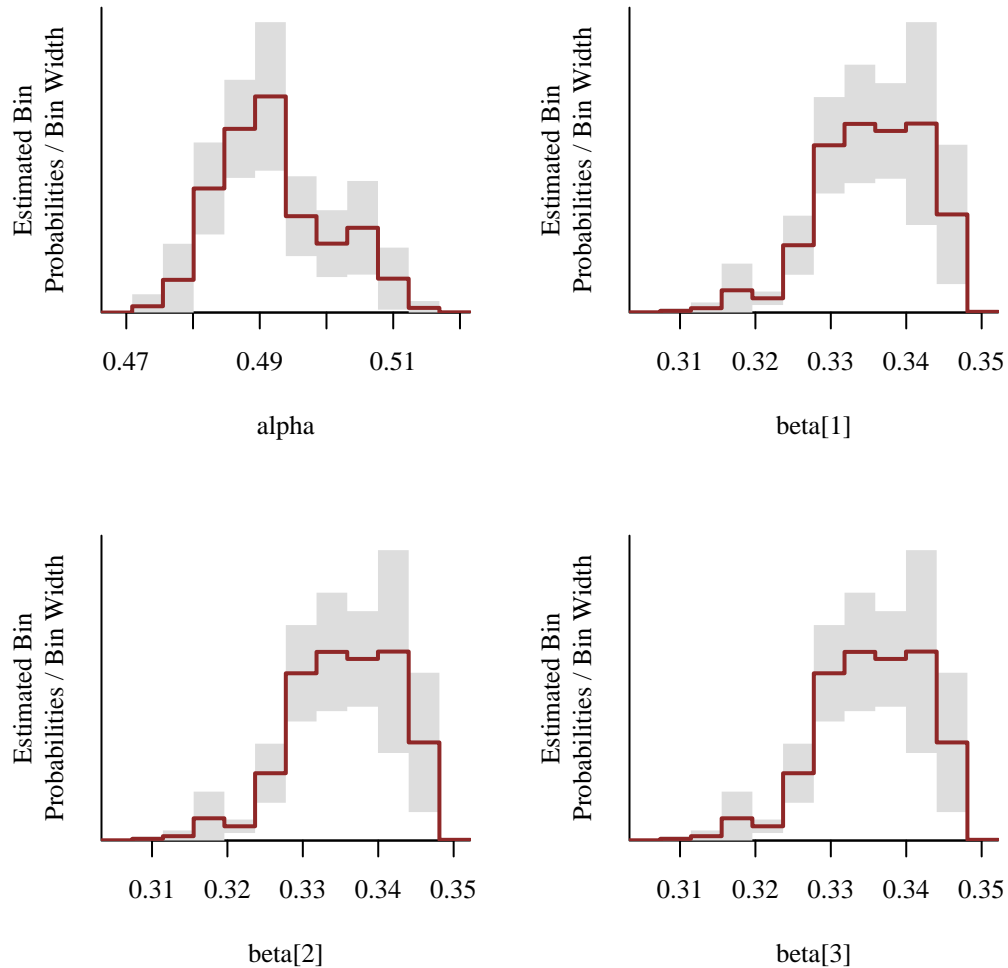 Estimated Bin
Probabilities / Bin Width
0.47 0.49 0.51
alpha
Estimated Bin
Probabilities / Bin Width
0.31 0.32 0.33 0.34 0.35
beta[1]
Estimated Bin
Probabilities / Bin Width
0.31 0.32 0.33 0.34 0.35
beta[2]
Estimated Bin
Probabilities / Bin Width
0.31 0.32 0.33 0.34 0.35
beta[3]